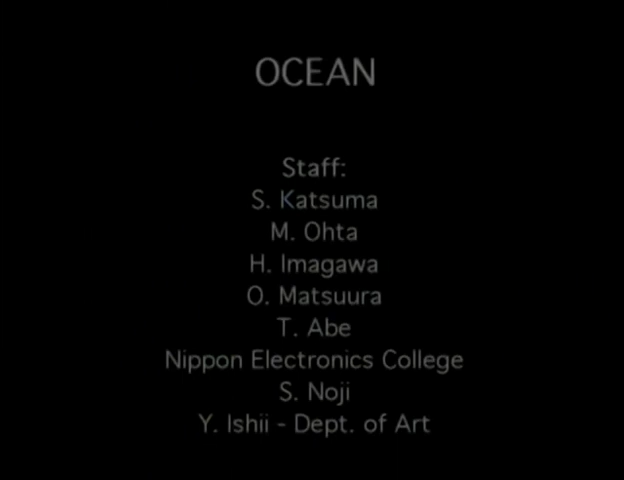 OCEAN
Staff:
S. Katsuma
M. Ohta
H. Imagawa
O. Matsuura
T. Abe
Nippon Electronics College
S. Noji
Y. Ishii - Dept. of Art